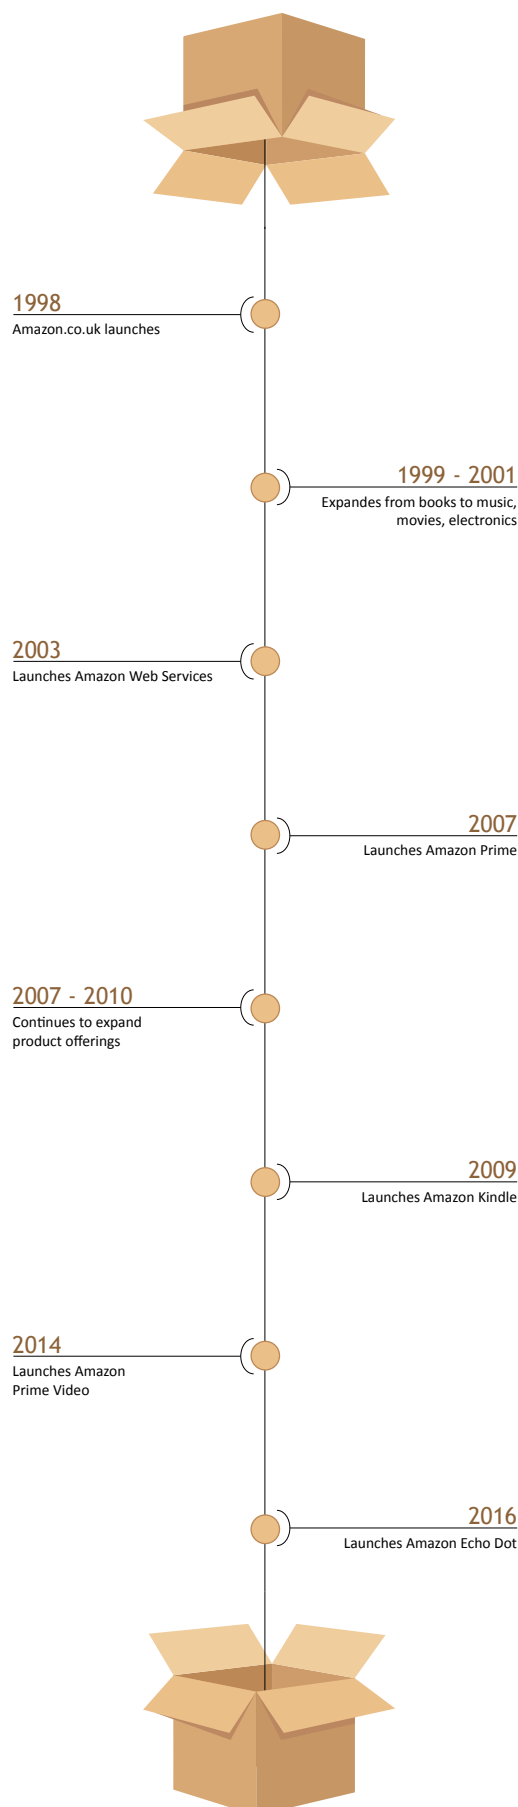 1998
Amazon.co.uk launches
1999 - 2001
Expandes from books to music,
movies, electronics
2003
Launches Amazon Web Services
2007
Launches Amazon Prime
2007 - 2010
Continues to expand
product offerings
2009
Launches Amazon Kindle
2014
Launches Amazon
Prime Video
2016
Launches Amazon Echo Dot